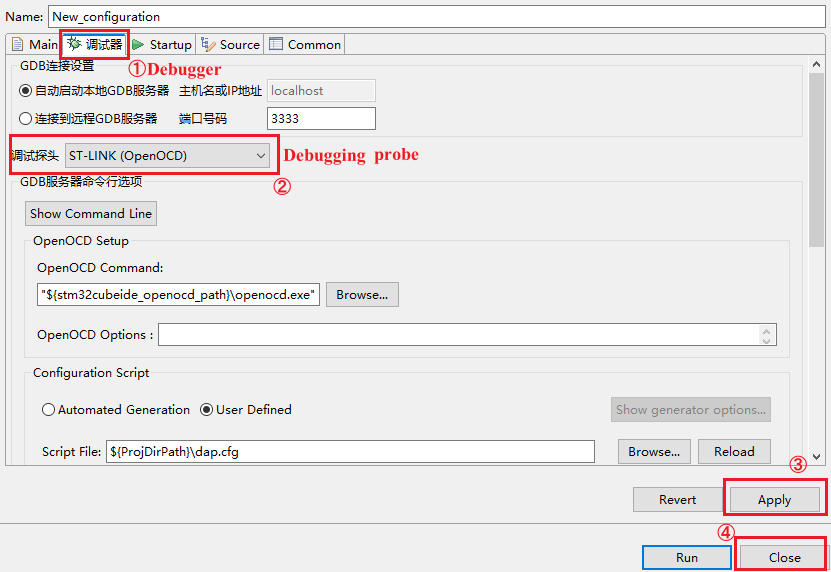 Name: New_configuration
Main 调试器 Startup Source Common
GDB连接设置
①Debugger
自动启动本地GDB服务器 主机名或IP地址 localhost
连接到远程GDB服务器 端口号码 3333
调试探头 ST-LINK (OpenOCD) Debugging probe
②
GDB服务器命令行选项
Show Command Line
OpenOCD Setup
OpenOCD Command:
"${stm32cubeide_openocd_path}\openocd.exe" Browse...
OpenOCD Options :
Configuration Script
Automated Generation User Defined Show generator options...
Script File: ${ProjDirPath}\dap.cfg Browse... Reload
③
Revert Apply
④
Run Close